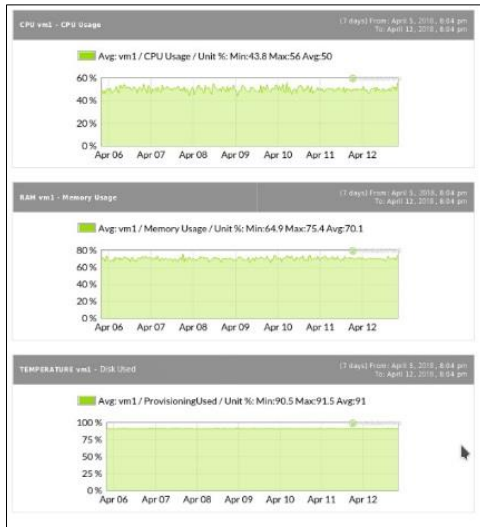 CPU vm1 - CPU Usage
(7 days) From: April 5, 2018, 6:04 pm
To: April 12, 2018, 6:04 pm
Avg: vm1 / CPU Usage / Unit %: Min:43.8 Max:56 Avg:50
60 %
40 %
20 %
0 %
Apr 06 Apr 07 Apr 08 Apr 09 Apr 10 Apr 11 Apr 12
RAM vm1 - Memory Usage
(7 days) From: April 5, 2018, 6:04 pm
To: April 12, 2018, 6:04 pm
Avg: vm1 / Memory Usage / Unit %: Min:64.9 Max:75.4 Avg:70.1
80 %
60 %
40 %
20 %
0 %
Apr 06 Apr 07 Apr 08 Apr 09 Apr 10 Apr 11 Apr 12
TEMPERATURE vm1 - Disk Used
(7 days) From: April 5, 2018, 6:04 pm
To: April 12, 2018, 6:04 pm
Avg: vm1 / ProvisioningUsed / Unit %: Min:90.5 Max:91.5 Avg:91
100 %
75 %
50 %
25 %
0 %
Apr 06 Apr 07 Apr 08 Apr 09 Apr 10 Apr 11 Apr 12